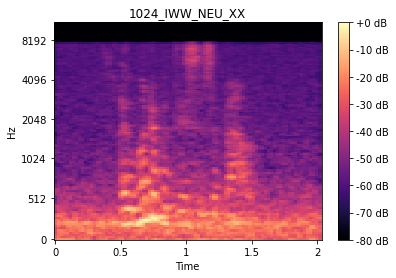 1024_IWW_NEU_XX
+0 dB
8192
-10 dB
4096
-20 dB
-30 dB
2048
Hz
-40 dB
1024
-50 dB
512
-60 dB
-70 dB
0
-80 dB
0
0.5
1
1.5
2
Time